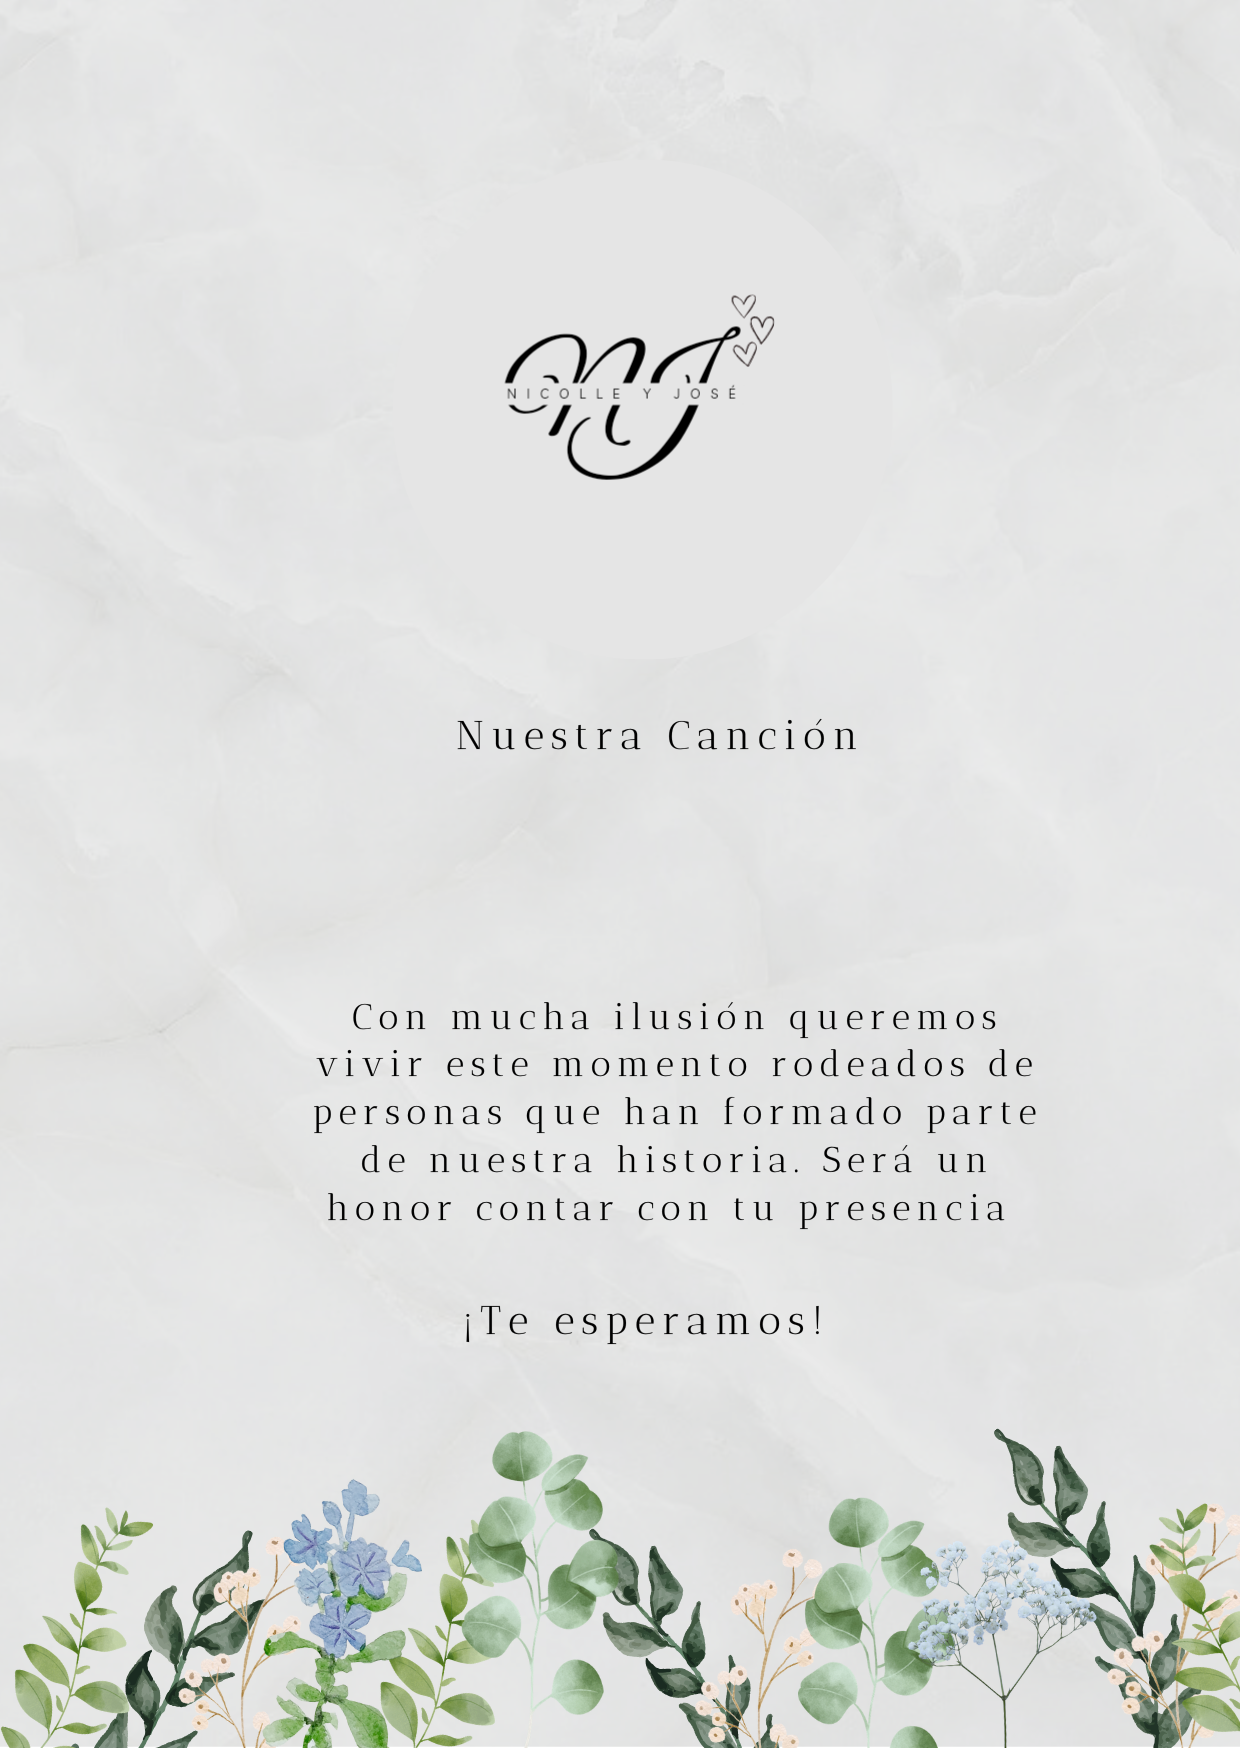 NJ
NICOLLE Y JOSÉ
Nuestra Canción
Con mucha ilusión queremos
vivir este momento rodeados de
personas que han formado parte
de nuestra historia. Será un
honor contar con tu presencia
¡Te esperamos!